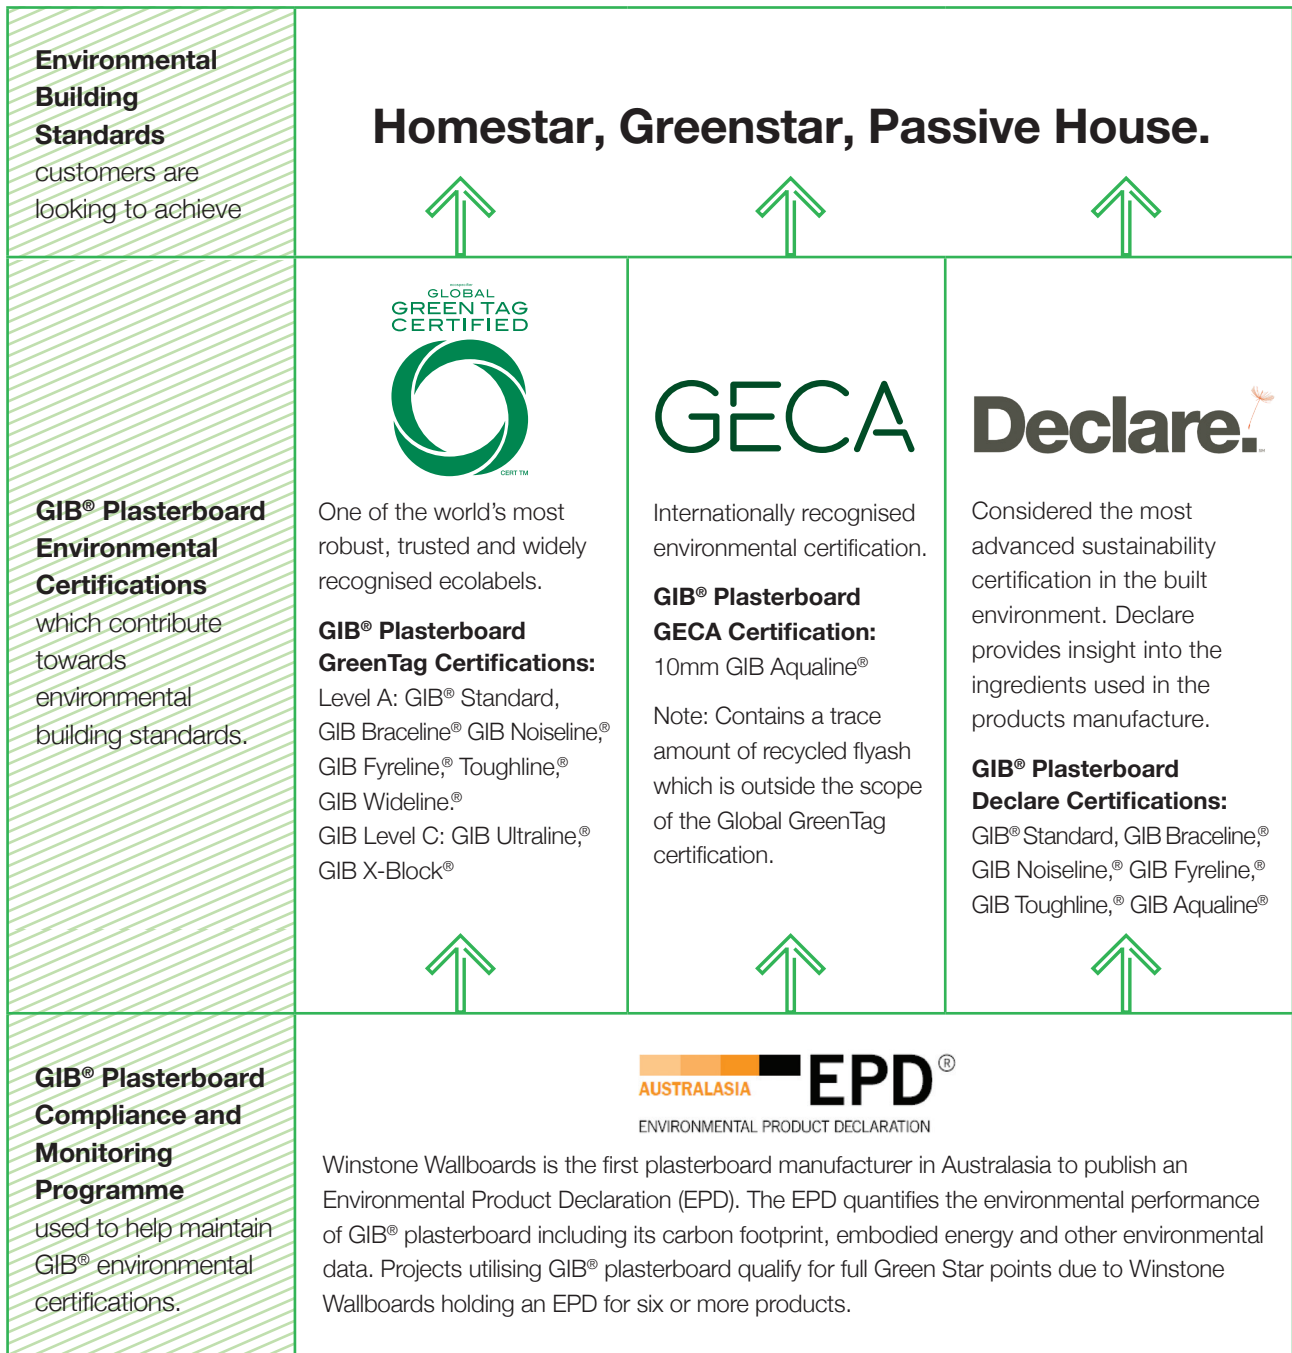 Environmental
Building
Standards
customers are
looking to achieve
Homestar, Greenstar, Passive House.
GIB® Plasterboard
Environmental
Certifications
which contribute
towards
environmental
building standards.
GLOBAL
GREEN TAG
CERTIFIED
CERT TM
One of the world’s most
robust, trusted and widely
recognised ecolabels.
GIB® Plasterboard
GreenTag Certifications:
Level A: GIB® Standard,
GIB Braceline® GIB Noiseline,®
GIB Fyreline,® Toughline,®
GIB Wideline.®
GIB Level C: GIB Ultraline,®
GIB X-Block®
GECA
Internationally recognised
environmental certification.
GIB® Plasterboard
GECA Certification:
10mm GIB Aqualine®
Note: Contains a trace
amount of recycled flyash
which is outside the scope
of the Global GreenTag
certification.
Declare.
Considered the most
advanced sustainability
certification in the built
environment. Declare
provides insight into the
ingredients used in the
products manufacture.
GIB® Plasterboard
Declare Certifications:
GIB® Standard, GIB Braceline,®
GIB Noiseline,® GIB Fyreline,®
GIB Toughline,® GIB Aqualine®
GIB® Plasterboard
Compliance and
Monitoring
Programme
used to help maintain
GIB® environmental
certifications.
AUSTRALASIA EPD®
ENVIRONMENTAL PRODUCT DECLARATION
Winstone Wallboards is the first plasterboard manufacturer in Australasia to publish an
Environmental Product Declaration (EPD). The EPD quantifies the environmental performance
of GIB® plasterboard including its carbon footprint, embodied energy and other environmental
data. Projects utilising GIB® plasterboard qualify for full Green Star points due to Winstone
Wallboards holding an EPD for six or more products.